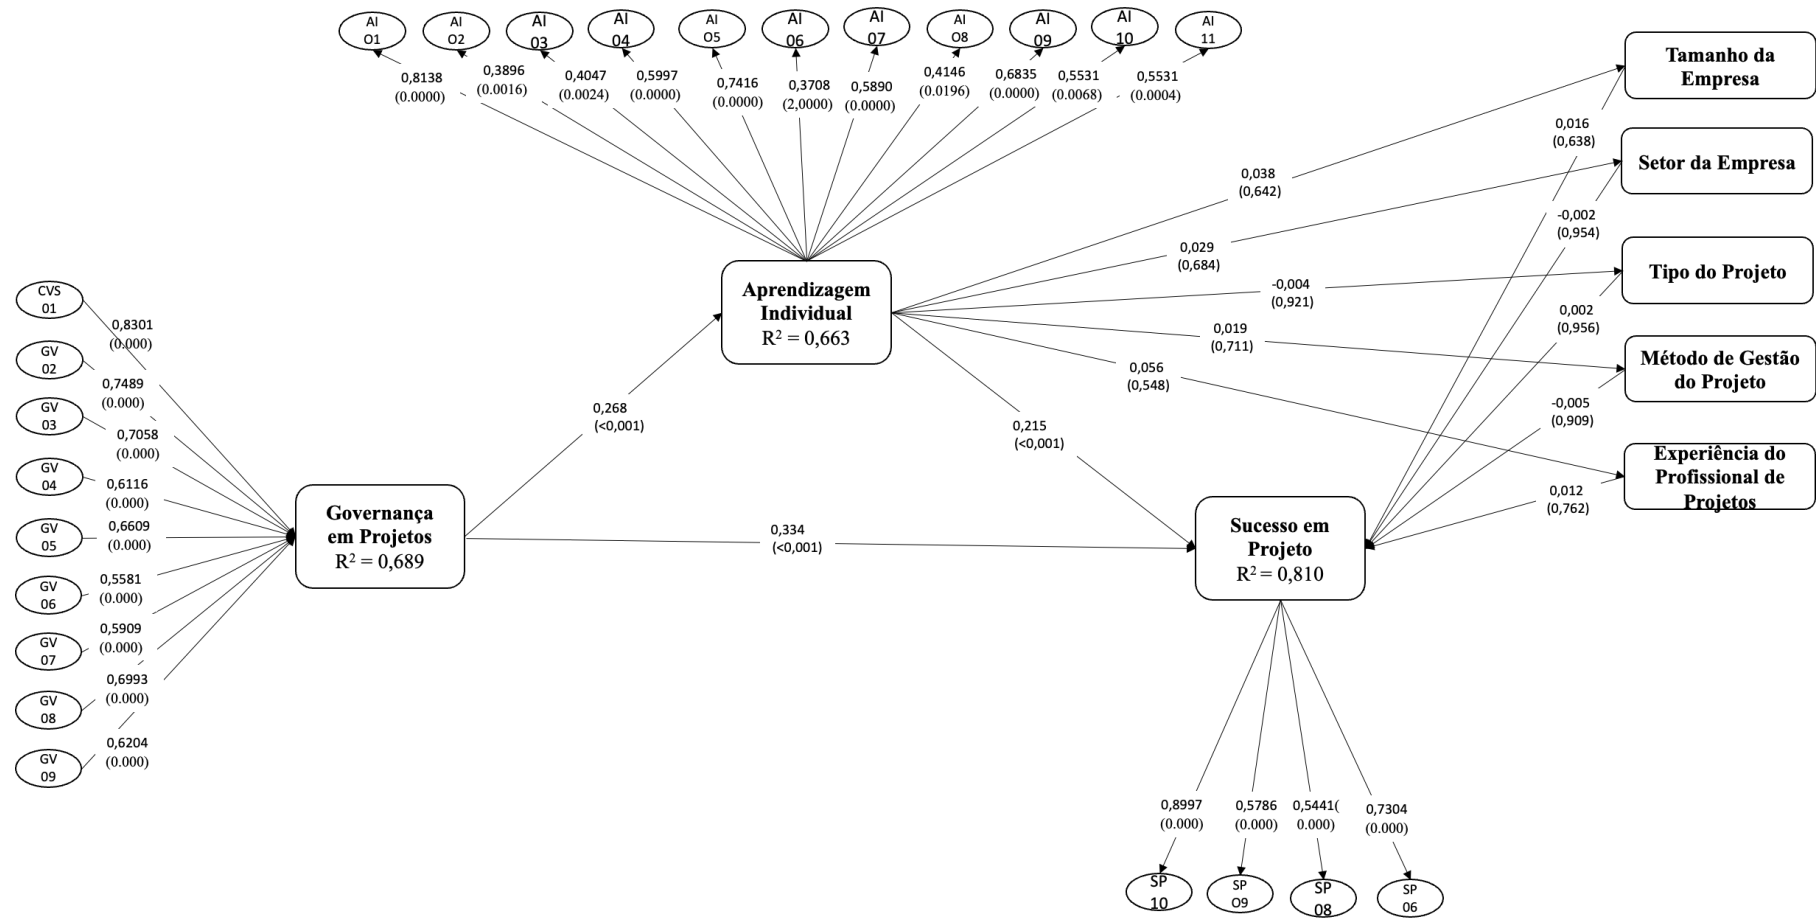 AI
O1
AI
O2
AI
03
AI
04
AI
O5
AI
06
AI
07
AI
O8
AI
09
AI
10
AI
11
0,8138
(0.0000)
0,3896
(0.0016)
0,4047
(0.0024)
0,5997
(0.0000)
0,7416
(0.0000)
0,3708
(2,0000)
0,5890
(0.0000)
0,4146
(0.0196)
0,6835
(0.0000)
0,5531
(0.0068)
0,5531
(0.0004)
Tamanho da
Empresa
Setor da Empresa
Tipo do Projeto
Método de Gestão
do Projeto
Experiência do
Profissional de
Projetos
0,016
(0,638)
-0,002
(0,954)
0,002
(0,956)
-0,005
(0,909)
0,012
(0,762)
0,038
(0,642)
0,029
(0,684)
-0,004
(0,921)
0,019
(0,711)
0,056
(0,548)
Aprendizagem
Individual
R² = 0,663
CVS
01
GV
02
GV
03
GV
04
GV
05
GV
06
GV
07
GV
08
GV
09
0,8301
(0.000)
0,7489
(0.000)
0,7058
(0.000)
0,6116
(0.000)
0,6609
(0.000)
0,5581
(0.000)
0,5909
(0.000)
0,6993
(0.000)
0,6204
(0.000)
Governança
em Projetos
R² = 0,689
0,268
(<0,001)
0,215
(<0,001)
0,334
(<0,001)
Sucesso em
Projeto
R² = 0,810
0,8997
(0.000)
0,5786
(0.000)
0,5441(
0.000)
0,7304
(0.000)
SP
10
SP
O9
SP
08
SP
06